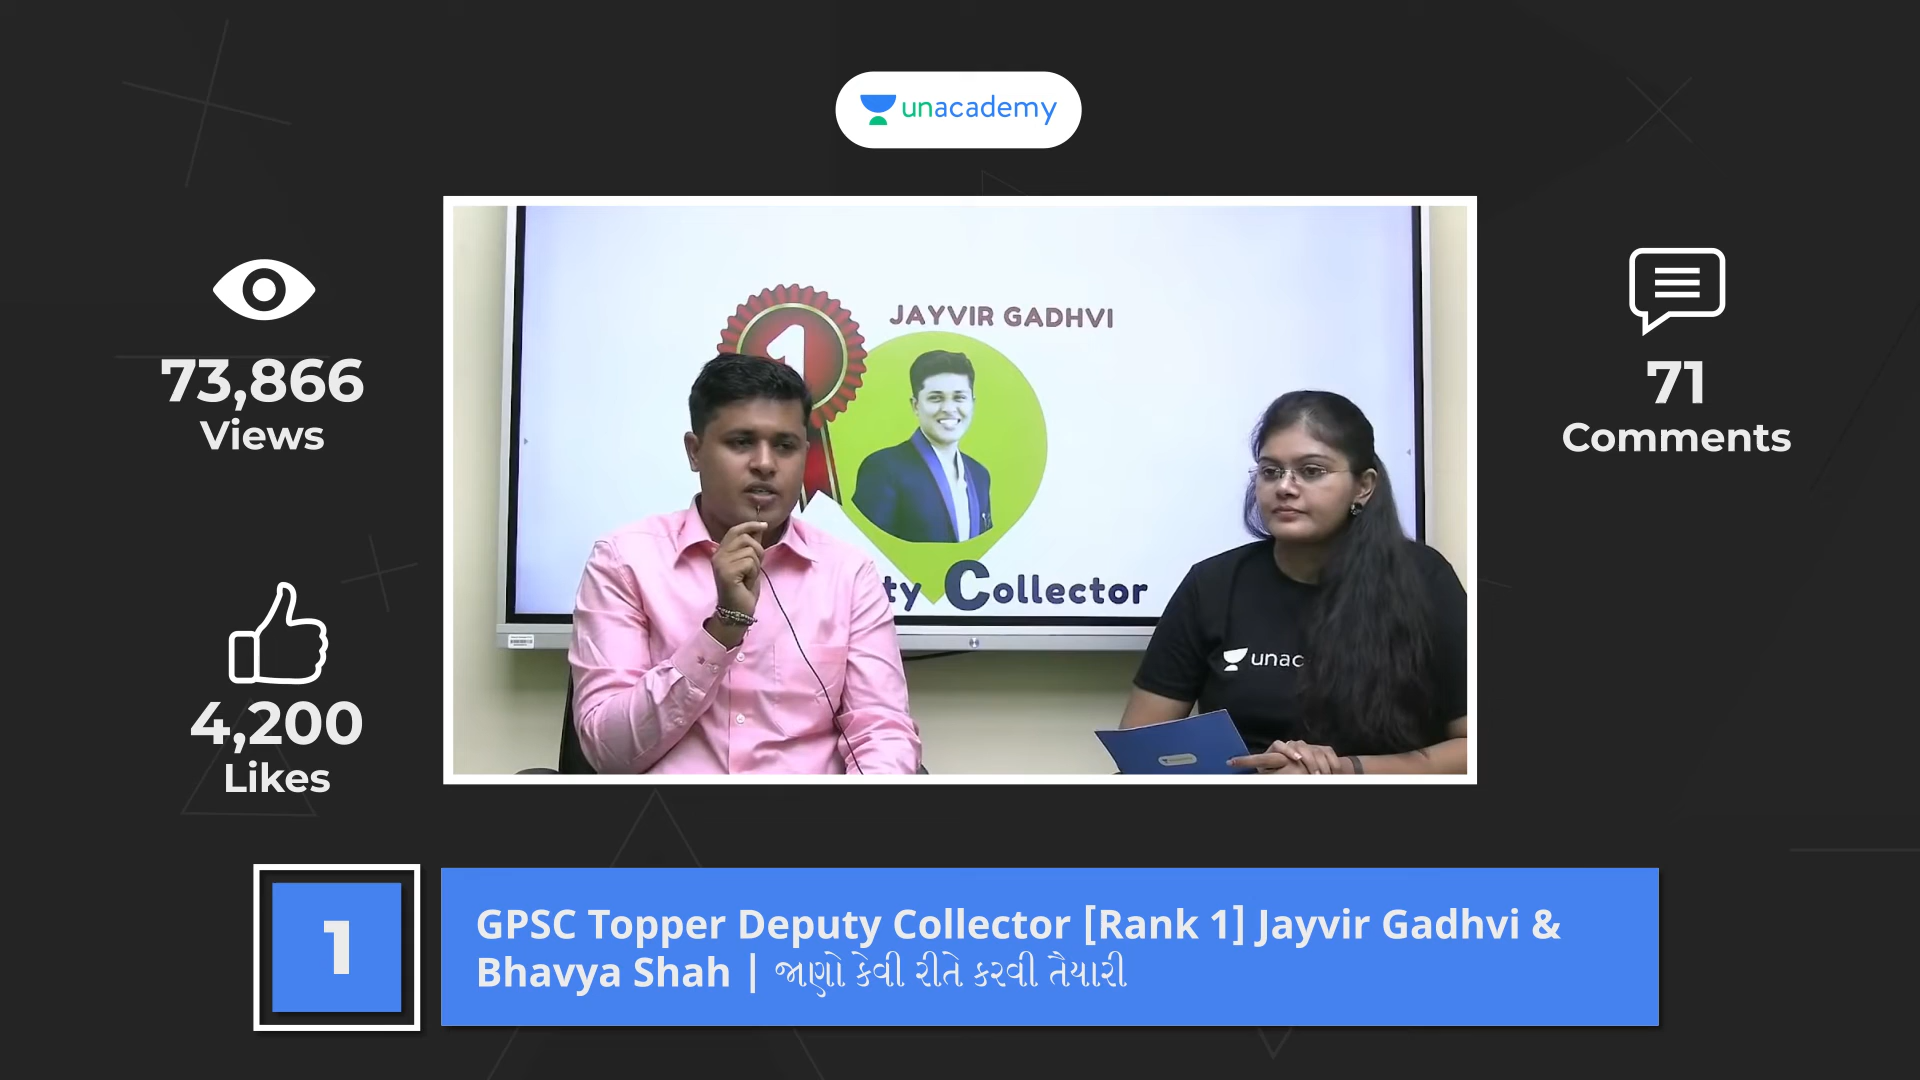 unacademy
JAYVIR GADHVI
ty Collector
unac
73,866
Views
71
Comments
4,200
Likes
1
GPSC Topper Deputy Collector [Rank 1] Jayvir Gadhvi &
Bhavya Shah | જાણો કેવી રીતે કરવી તૈયારી